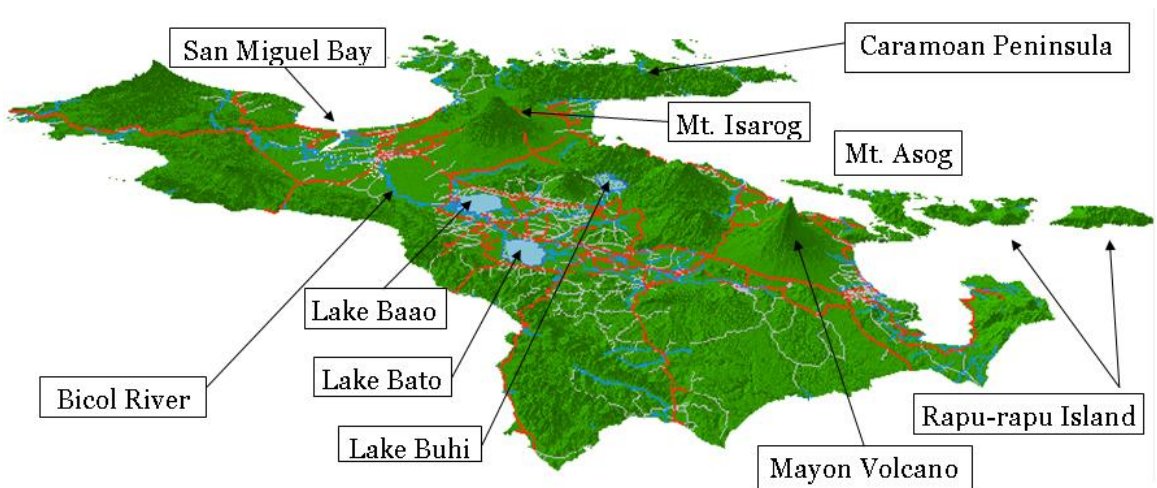 San Miguel Bay
Caramoan Peninsula
Mt. Isarog
Mt. Asog
Lake Baao
Lake Bato
Bicol River
Rapu-rapu Island
Lake Buhi
Mayon Volcano